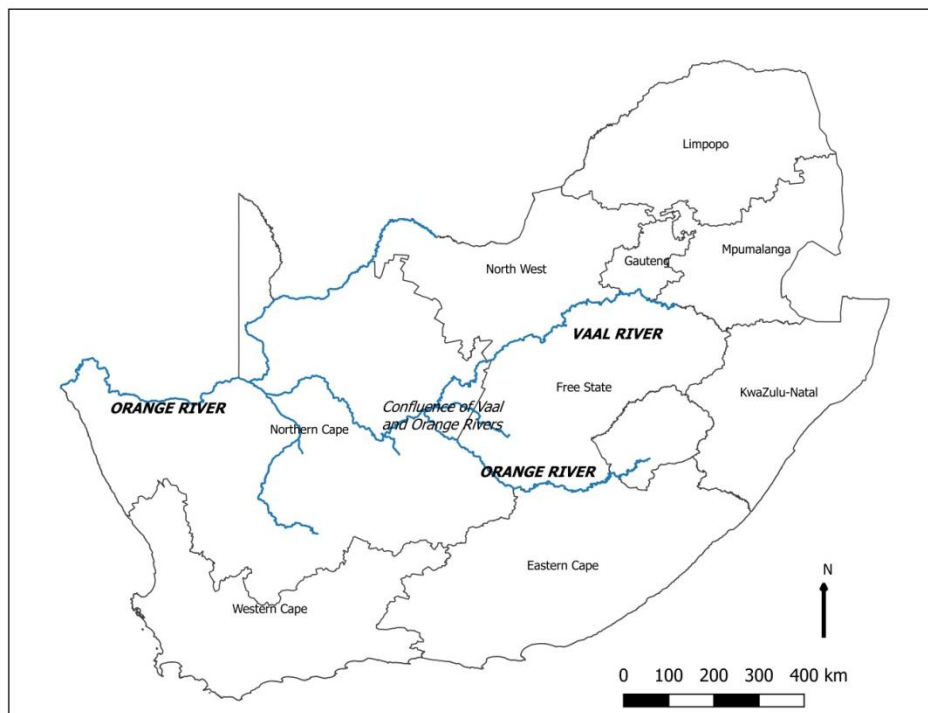 Limpopo
Mpumalanga
Gauteng
North West
VAAL RIVER
Free State
KwaZulu-Natal
ORANGE RIVER
Confluence of Vaal
and Orange Rivers
Northern Cape
ORANGE RIVER
Eastern Cape
Western Cape
N
0 100 200 300 400 km